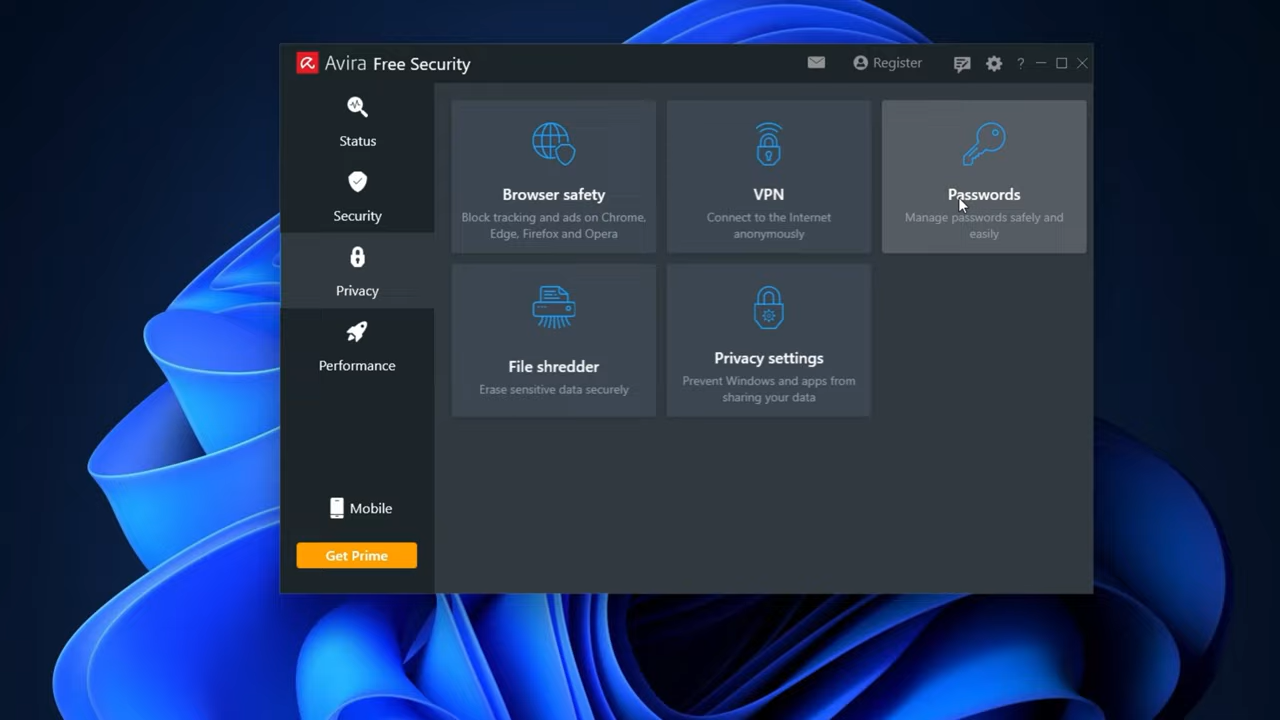 Avira Free Security
Register
?
Status
Security
Privacy
Performance
Mobile
Get Prime
Browser safety
Block tracking and ads on Chrome,
Edge, Firefox and Opera
VPN
Connect to the Internet
anonymously
Passwords
Manage passwords safely and
easily
File shredder
Erase sensitive data securely
Privacy settings
Prevent Windows and apps from
sharing your data